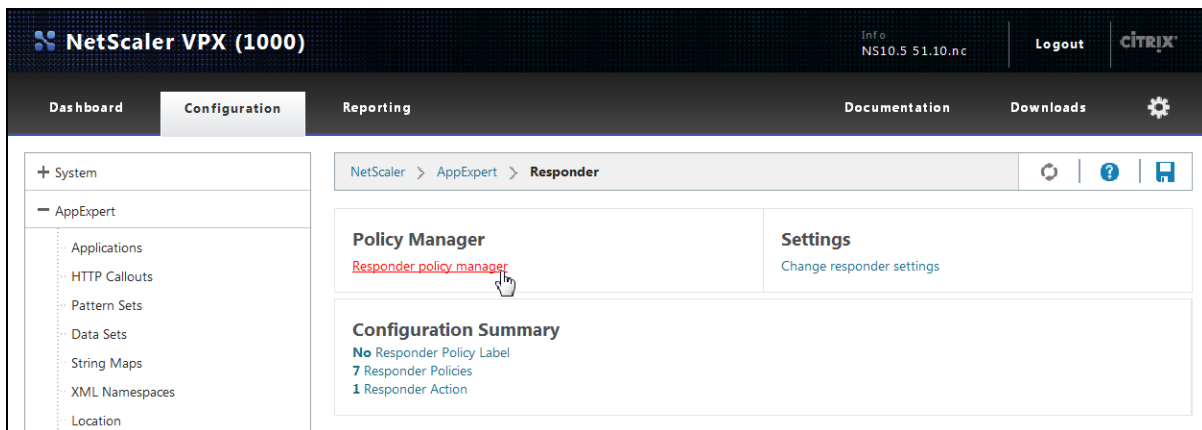 NetScaler VPX (1000)
Info
NS10.5 51.10.nc
Logout
CİTRIX
Dashboard
Configuration
Reporting
Documentation
Downloads
+ System
NetScaler > AppExpert > Responder
?
− AppExpert
Applications
HTTP Callouts
Pattern Sets
Data Sets
String Maps
XML Namespaces
Location
Policy Manager
Responder policy manager
Settings
Change responder settings
Configuration Summary
No Responder Policy Label
7 Responder Policies
1 Responder Action